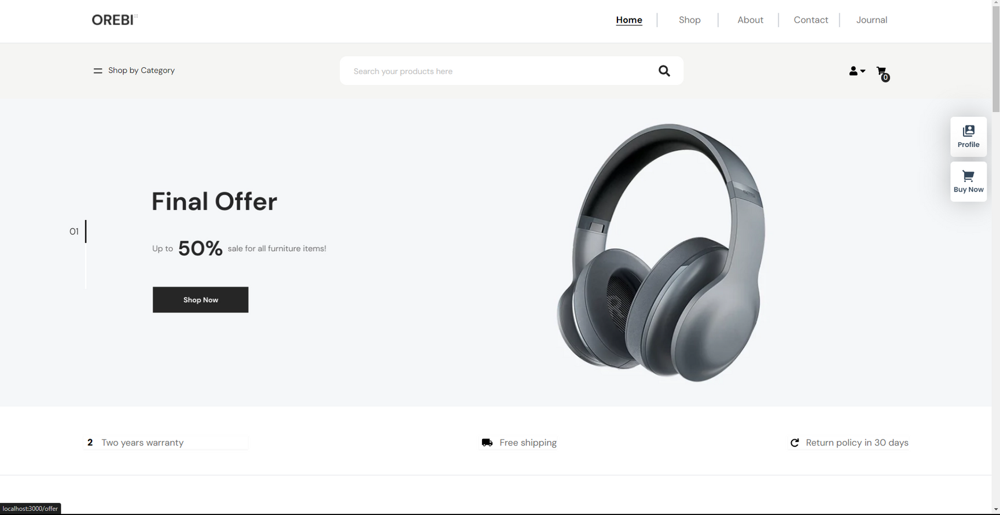 OREBI
Home Shop About Contact Journal
Shop by Category
Search your products here
0
Profile
Buy Now
Final Offer
01
Up to 50% sale for all furniture items!
Shop Now
2 Two years warranty
Free shipping
Return policy in 30 days
localhost:3000/offer